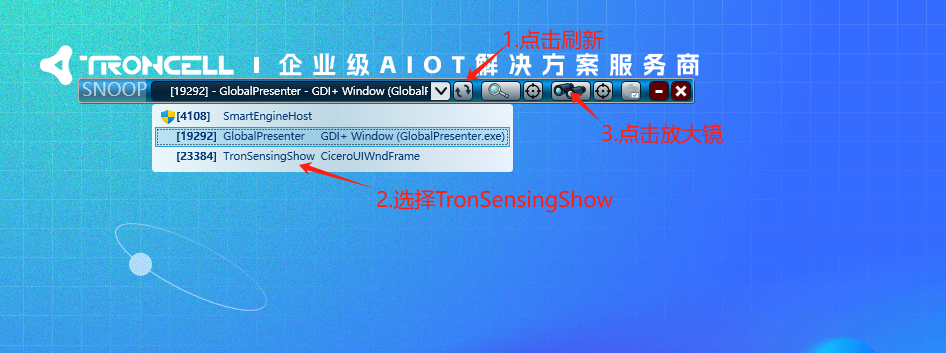 1.点击刷新
TRONCELL | 企业级AIOT解决方案服务商
SNOOP [19292] - GlobalPresenter - GDI+ Window (GlobalF
[4108] SmartEngineHost
[19292] GlobalPresenter GDI+ Window (GlobalPresenter.exe)
3.点击放大镜
[23384] TronSensingShow CiceroUIWndFrame
2.选择TronSensingShow